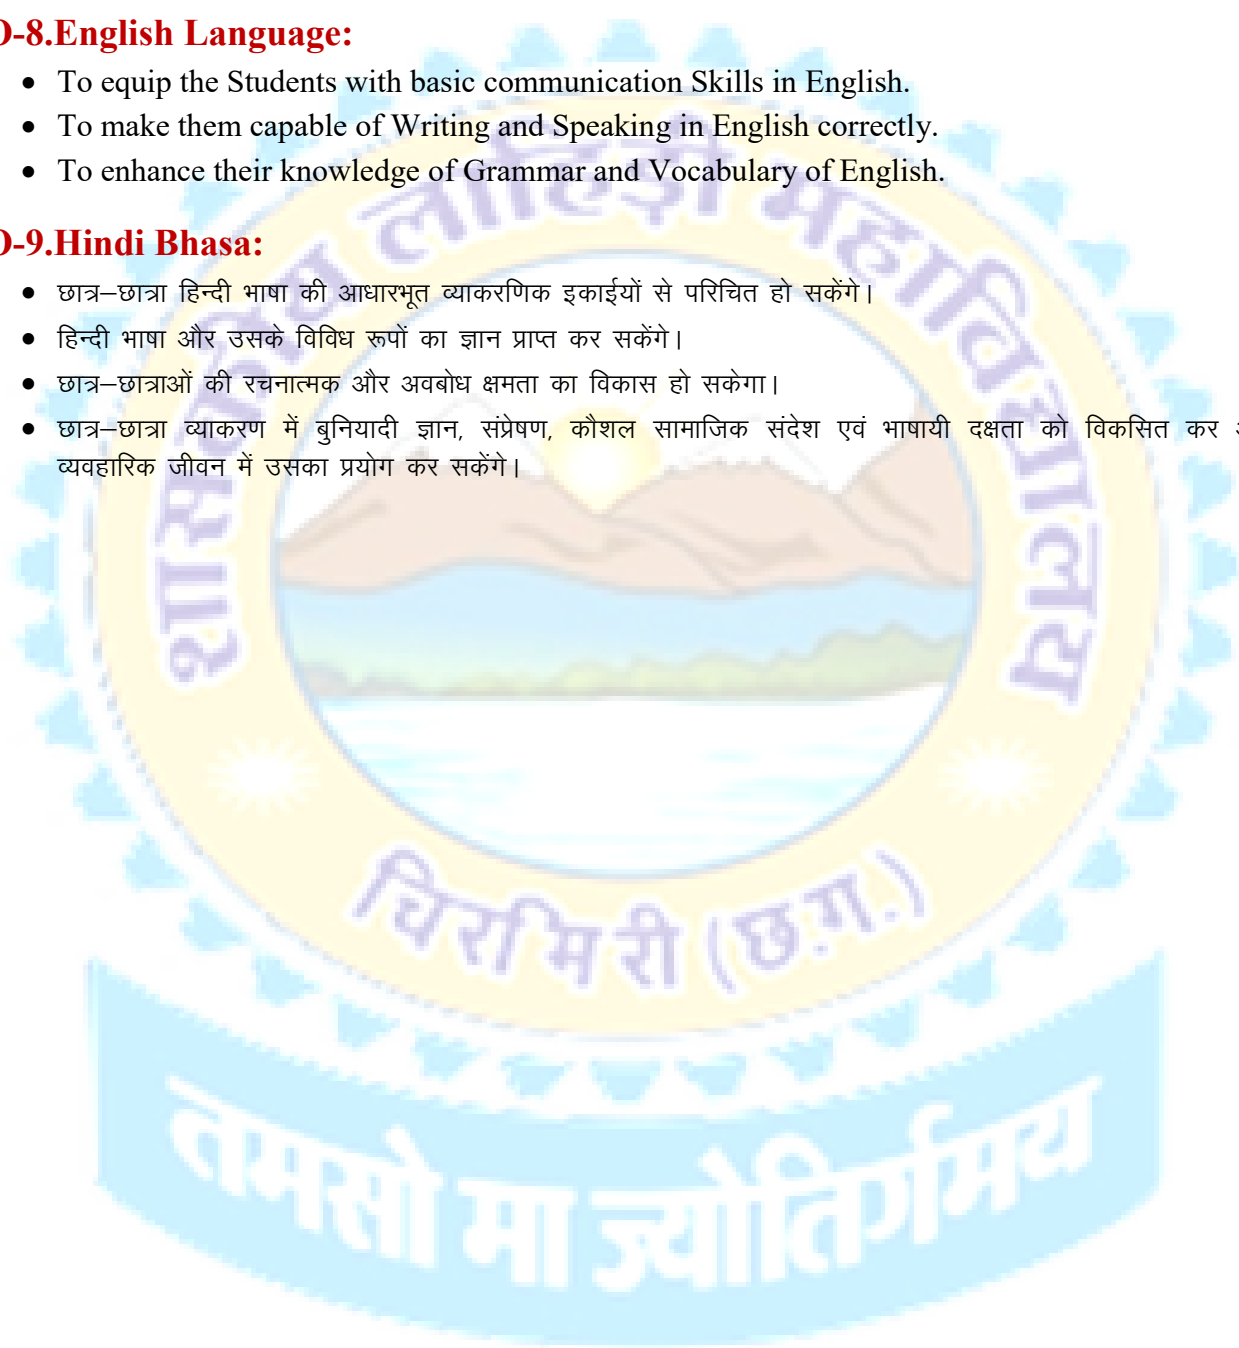 O-8.English Language:
• To equip the Students with basic communication Skills in English.
• To make them capable of Writing and Speaking in English correctly.
• To enhance their knowledge of Grammar and Vocabulary of English.
O-9.Hindi Bhasa:
• छात्र–छात्रा हिन्दी भाषा की आधारभूत व्याकरणिक इकाईयों से परिचित हो सकेंगे।
• हिन्दी भाषा और उसके विविध रूपों का ज्ञान प्राप्त कर सकेंगे।
• छात्र–छात्राओं की रचनात्मक और अवबोध क्षमता का विकास हो सकेगा।
• छात्र–छात्रा व्याकरण में बुनियादी ज्ञान, संप्रेषण, कौशल सामाजिक संदेश एवं भाषायी दक्षता को विकसित कर
व्यवहारिक जीवन में उसका प्रयोग कर सकेंगे।
शासकीय लाहिड़ी महाविद्यालय
चिरमिरी (छ.ग.)
तमसो मा ज्योतिर्गमय